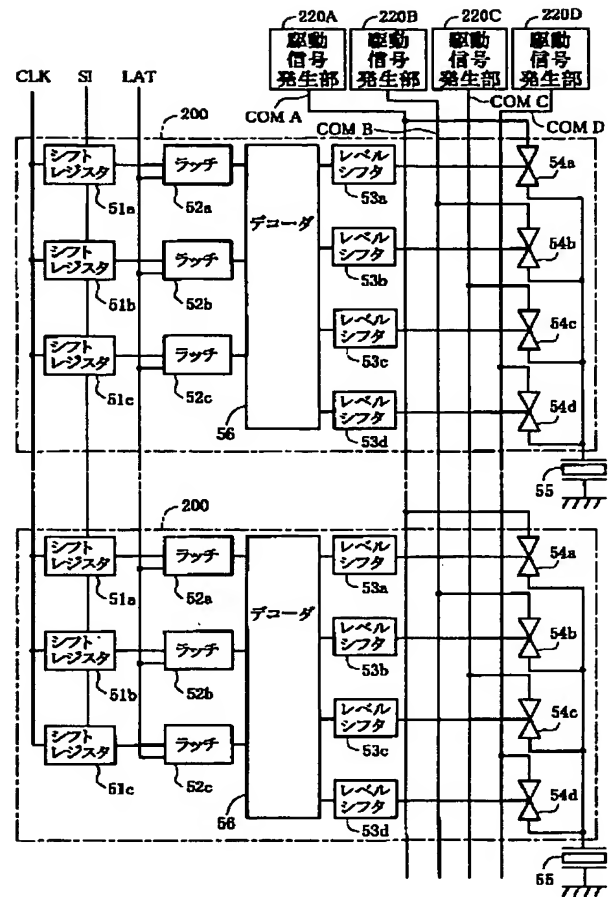 220A 220B 220C 220D
駆動 駆動 駆動 駆動
信号 信号 信号 信号
発生部 発生部 発生部 発生部
CLK SI LAT
COM A COM B COM C COM D
200
シフト
レジスタ
51a
ラッチ
52a
シフト
レジスタ
51b
ラッチ
52b
シフト
レジスタ
51c
ラッチ
52c
デコーダ
56
レベル
シフタ
53a
レベル
シフタ
53b
レベル
シフタ
53c
レベル
シフタ
53d
54a
54b
54c
54d
55
200
シフト
レジスタ
51a
ラッチ
52a
シフト
レジスタ
51b
ラッチ
52b
シフト
レジスタ
51c
ラッチ
52c
デコーダ
56
レベル
シフタ
53a
レベル
シフタ
53b
レベル
シフタ
53c
レベル
シフタ
53d
54a
54b
54c
54d
55